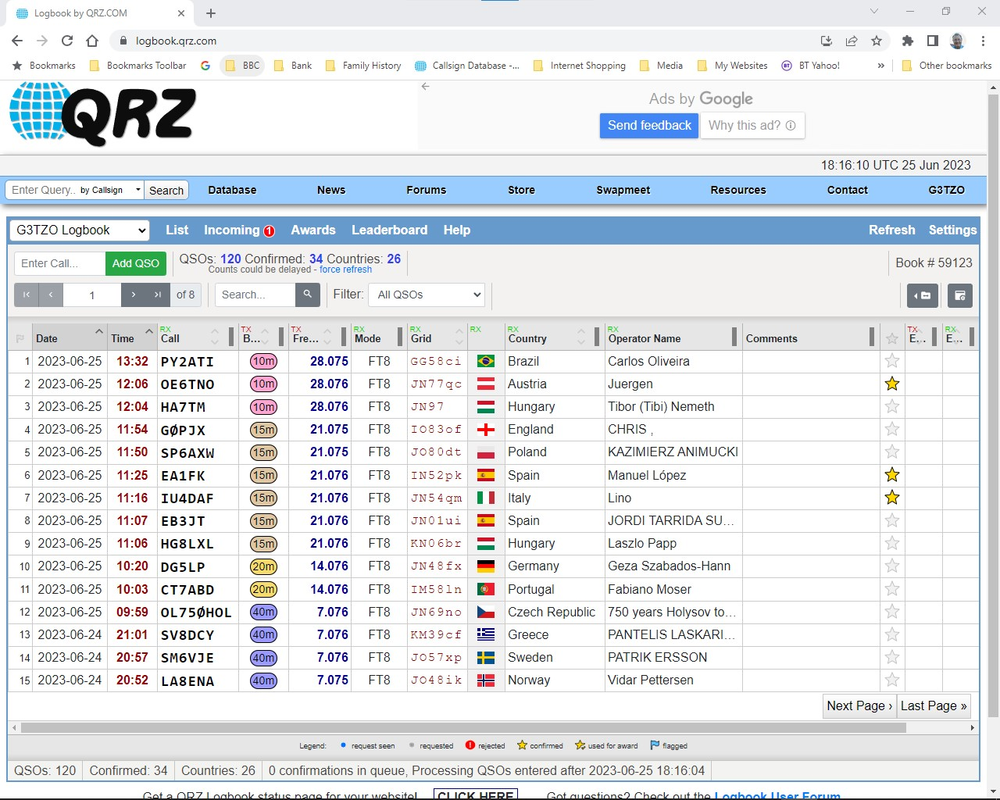 Logbook by QRZ.COM
logbook.qrz.com
Bookmarks Bookmarks Toolbar G BBC Bank Family History Callsign Database -... Internet Shopping Media My Websites BT BT Yahoo! » Other bookmarks
QRZ
Ads by Google
Send feedback Why this ad?
18:16:10 UTC 25 Jun 2023
Enter Query.. by Callsign Search Database News Forums Store Swapmeet Resources Contact G3TZO
G3TZO Logbook List Incoming 1 Awards Leaderboard Help Refresh Settings
Enter Call... Add QSO QSOs: 120 Confirmed: 34 Countries: 26 Book # 59123
Counts could be delayed - force refresh
1 of 8 Search... Filter: All QSOs
RX TX RX RX RX RX RX TX RX
Date Time Call B... Fre... Mode Grid Country Operator Name Comments E... E...
1 2023-06-25 13:32 PY2ATI 10m 28.075 FT8 GG58ci Brazil Carlos Oliveira
2 2023-06-25 12:06 OE6TNO 10m 28.076 FT8 JN77qc Austria Juergen
3 2023-06-25 12:04 HA7TM 10m 28.076 FT8 JN97 Hungary Tibor (Tibi) Nemeth
4 2023-06-25 11:54 GØPJX 15m 21.075 FT8 IO83of England CHRIS ,
5 2023-06-25 11:50 SP6AXW 15m 21.075 FT8 JO80dt Poland KAZIMIERZ ANIMUCKI
6 2023-06-25 11:25 EA1FK 15m 21.076 FT8 IN52pk Spain Manuel López
7 2023-06-25 11:16 IU4DAF 15m 21.076 FT8 JN54qm Italy Lino
8 2023-06-25 11:07 EB3JT 15m 21.076 FT8 JN01ui Spain JORDI TARRIDA SU...
9 2023-06-25 11:06 HG8LXL 15m 21.076 FT8 KN06br Hungary Laszlo Papp
10 2023-06-25 10:20 DG5LP 20m 14.076 FT8 JN48fx Germany Geza Szabados-Hann
11 2023-06-25 10:03 CT7ABD 20m 14.076 FT8 IM58ln Portugal Fabiano Moser
12 2023-06-25 09:59 OL75ØHOL 40m 7.076 FT8 JN69no Czech Republic 750 years Holysov to...
13 2023-06-24 21:01 SV8DCY 40m 7.076 FT8 KM39cf Greece PANTELIS LASKARI...
14 2023-06-24 20:57 SM6VJE 40m 7.076 FT8 JO57xp Sweden PATRIK ERSSON
15 2023-06-24 20:52 LA8ENA 40m 7.075 FT8 JO48ik Norway Vidar Pettersen
Next Page › Last Page »
Legend: request seen requested rejected confirmed used for award flagged
QSOs: 120 Confirmed: 34 Countries: 26 0 confirmations in queue, Processing QSOs entered after 2023-06-25 18:16:04
Get a QRZ Logbook status page for your website! CLICK HERE Got questions? Check out the Logbook User Forum